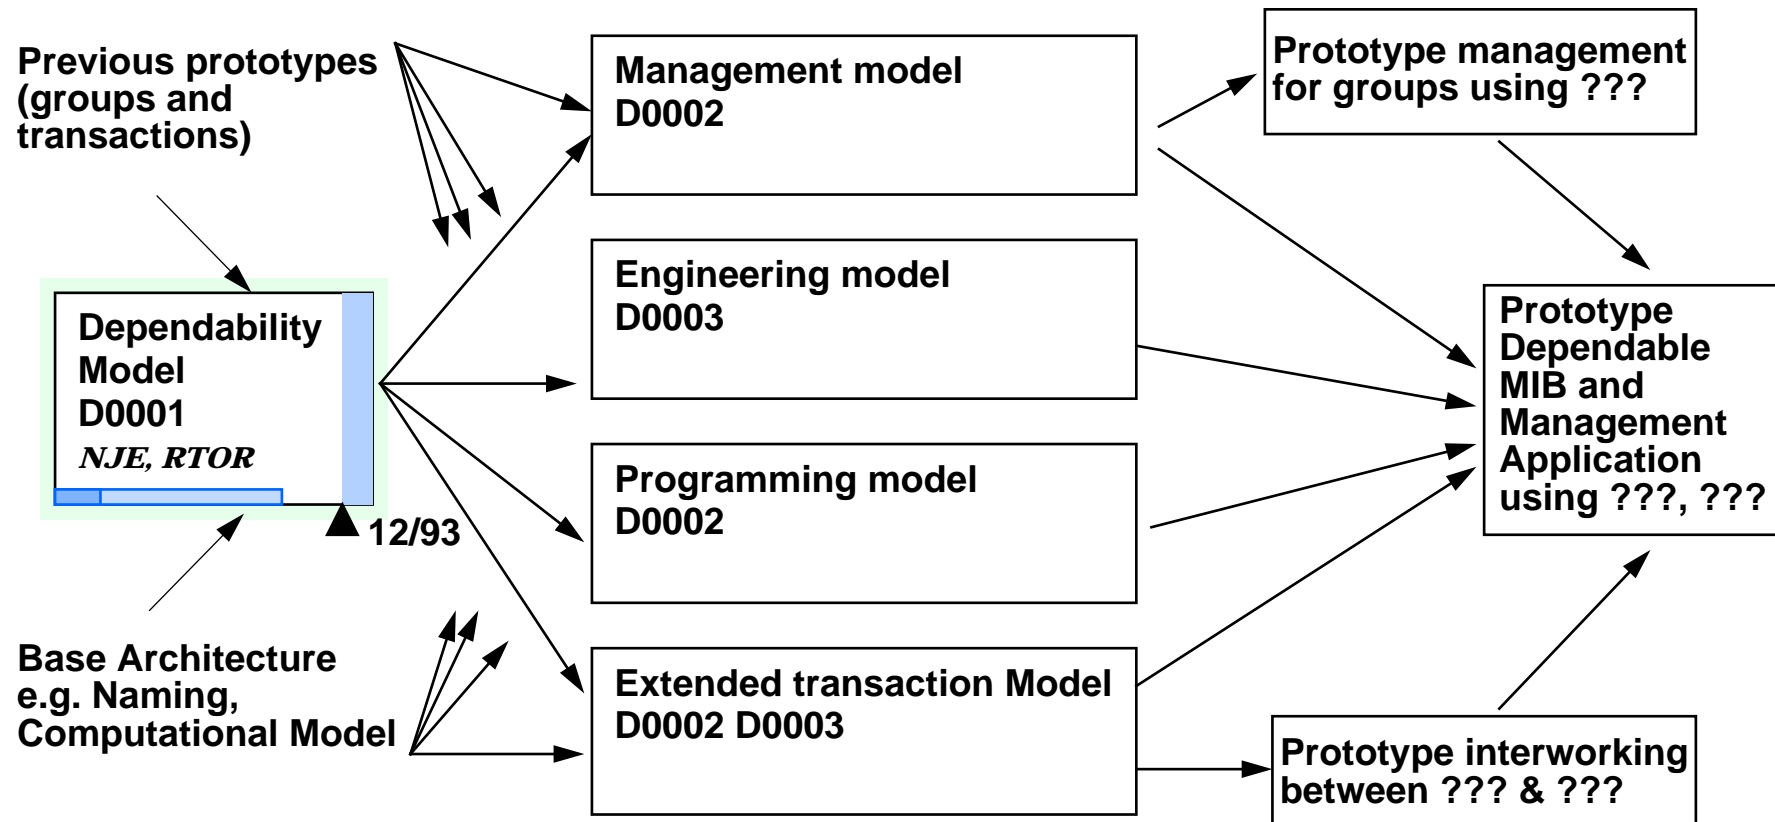 Previous prototypes
(groups and
transactions)
Dependability
Model
D0001
NJE, RTOR
12/93
Base Architecture
e.g. Naming,
Computational Model
Management model
D0002
Engineering model
D0003
Programming model
D0002
Extended transaction Model
D0002 D0003
Prototype management
for groups using ???
Prototype
Dependable
MIB and
Management
Application
using ???, ???
Prototype interworking
between ??? & ???